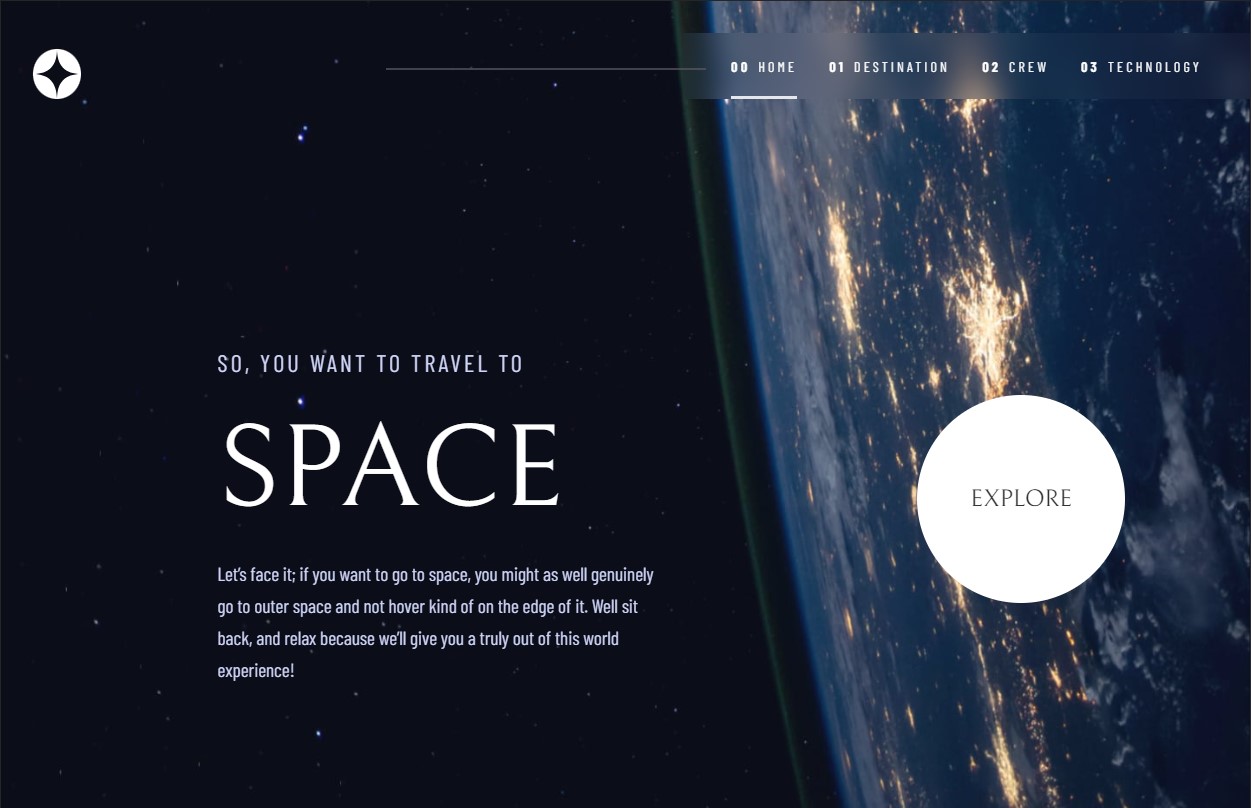 00 HOME 01 DESTINATION 02 CREW 03 TECHNOLOGY
SO, YOU WANT TO TRAVEL TO
SPACE
Let’s face it; if you want to go to space, you might as well genuinely
go to outer space and not hover kind of on the edge of it. Well sit
back, and relax because we’ll give you a truly out of this world
experience!
EXPLORE